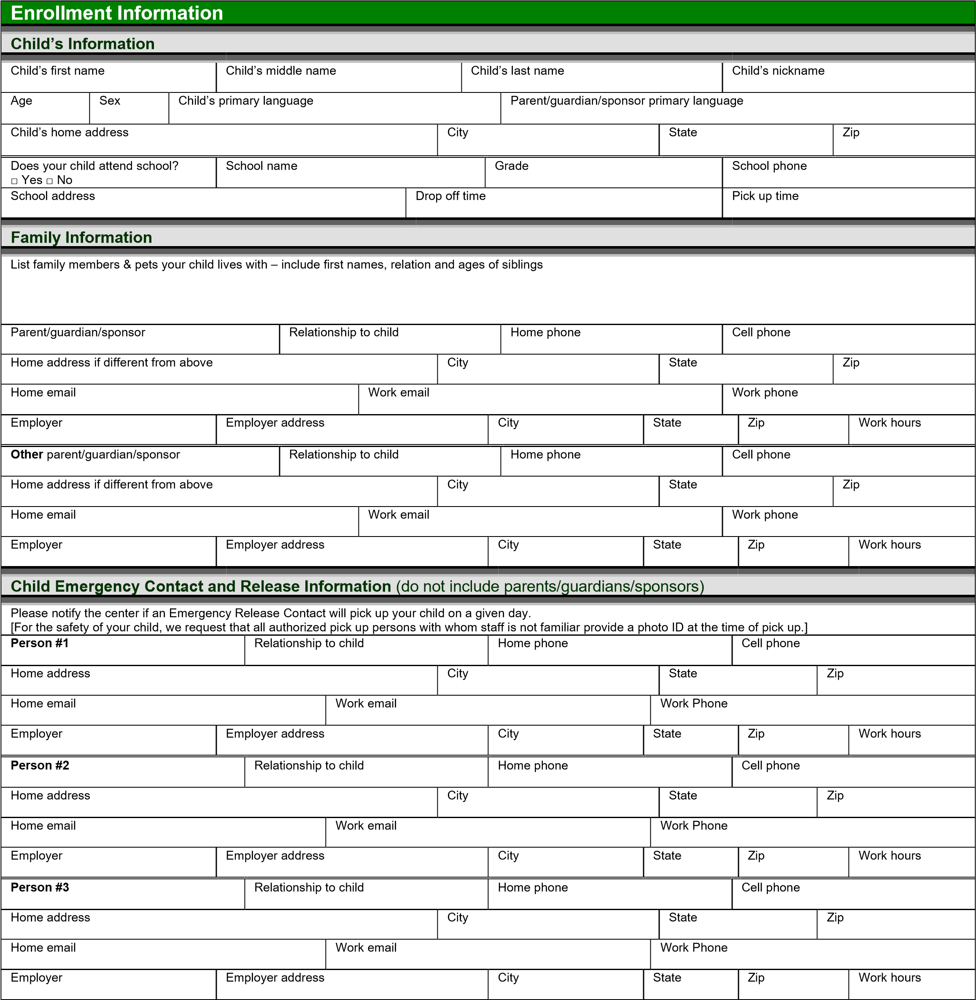 Enrollment Information
Child’s Information
Child’s first name Child’s middle name Child’s last name Child’s nickname
Age Sex Child’s primary language Parent/guardian/sponsor primary language
Child’s home address City State Zip
Does your child attend school? School name Grade School phone
□ Yes □ No
School address Drop off time Pick up time
Family Information
List family members & pets your child lives with – include first names, relation and ages of siblings
Parent/guardian/sponsor Relationship to child Home phone Cell phone
Home address if different from above City State Zip
Home email Work email Work phone
Employer Employer address City State Zip Work hours
Other parent/guardian/sponsor Relationship to child Home phone Cell phone
Home address if different from above City State Zip
Home email Work email Work phone
Employer Employer address City State Zip Work hours
Child Emergency Contact and Release Information (do not include parents/guardians/sponsors)
Please notify the center if an Emergency Release Contact will pick up your child on a given day.
[For the safety of your child, we request that all authorized pick up persons with whom staff is not familiar provide a photo ID at the time of pick up.]
Person #1 Relationship to child Home phone Cell phone
Home address City State Zip
Home email Work email Work Phone
Employer Employer address City State Zip Work hours
Person #2 Relationship to child Home phone Cell phone
Home address City State Zip
Home email Work email Work Phone
Employer Employer address City State Zip Work hours
Person #3 Relationship to child Home phone Cell phone
Home address City State Zip
Home email Work email Work Phone
Employer Employer address City State Zip Work hours